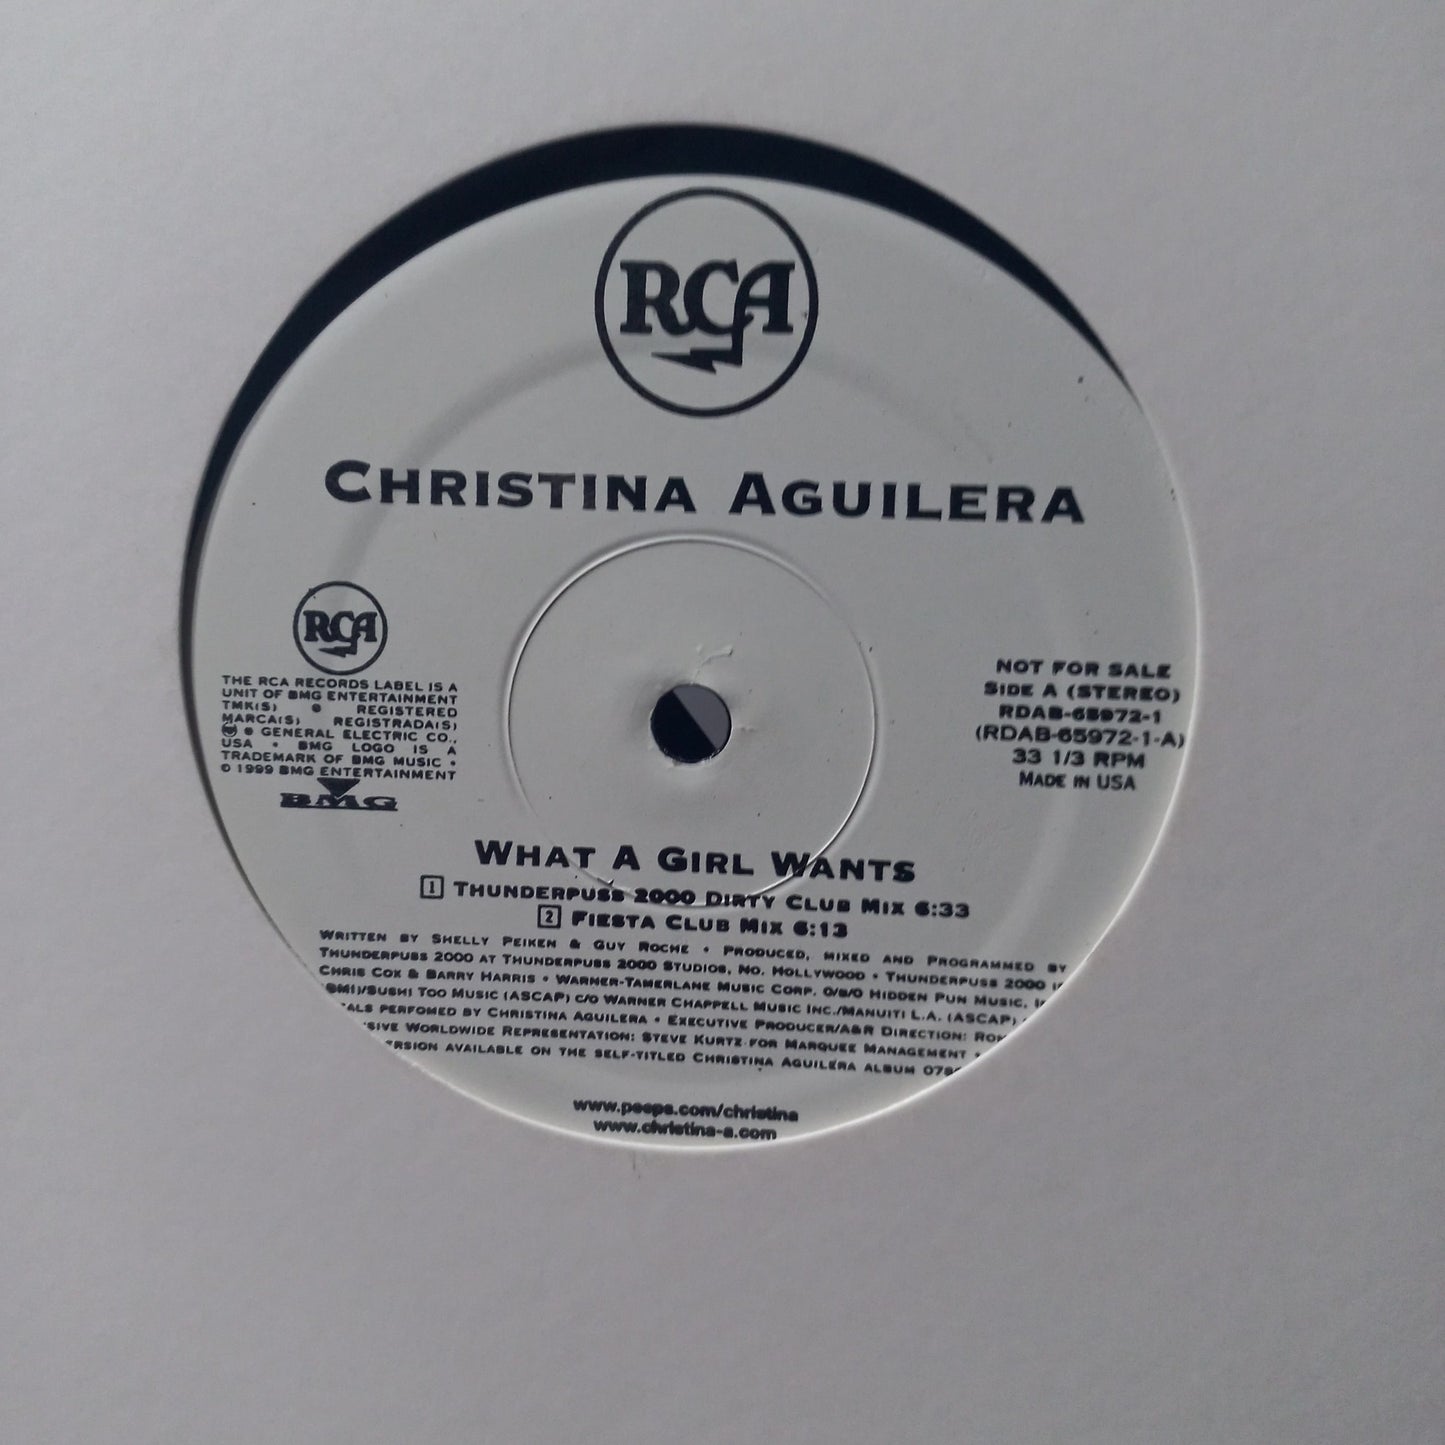 RCA
CHRISTINA AGUILERA
RCA
THE RCA RECORDS LABEL IS A
UNIT OF BMG ENTERTAINMENT
TMK(S) ® REGISTERED
MARCA(S) REGISTRADA(S)
® GENERAL ELECTRIC CO.,
USA • BMG LOGO IS A
TRADEMARK OF BMG MUSIC •
© 1999 BMG ENTERTAINMENT
BMG
NOT FOR SALE
SIDE A (STEREO)
RDAB-65972-1
(RDAB-65972-1-A)
33 1/3 RPM
MADE IN USA
WHAT A GIRL WANTS
1 THUNDERPUSS 2000 DIRTY CLUB MIX 6:33
2 FIESTA CLUB MIX 6:13
WRITTEN BY SHELLY PEIKEN & GUY ROCHE • PRODUCED, MIXED AND PROGRAMMED BY
THUNDERPUSS 2000 AT THUNDERPUSS 2000 STUDIOS, NO. HOLLYWOOD • THUNDERPUSS 2000 I
CHRIS COX & BARRY HARRIS • WARNER-TAMERLANE MUSIC CORP. O/B/O HIDDEN PUN MUSIC, I
BMI)/SUSHI TOO MUSIC (ASCAP) C/O WARNER CHAPPELL MUSIC INC./MANUITI L.A. (ASCAP)
ALS PERFOMED BY CHRISTINA AGUILERA • EXECUTIVE PRODUCER/A&R DIRECTION: RON
SIVE WORLDWIDE REPRESENTATION: STEVE KURTZ FOR MARQUEE MANAGEMENT •
RSION AVAILABLE ON THE SELF-TITLED CHRISTINA AGUILERA ALBUM 078
www.peeps.com/christina
www.christina-a.com